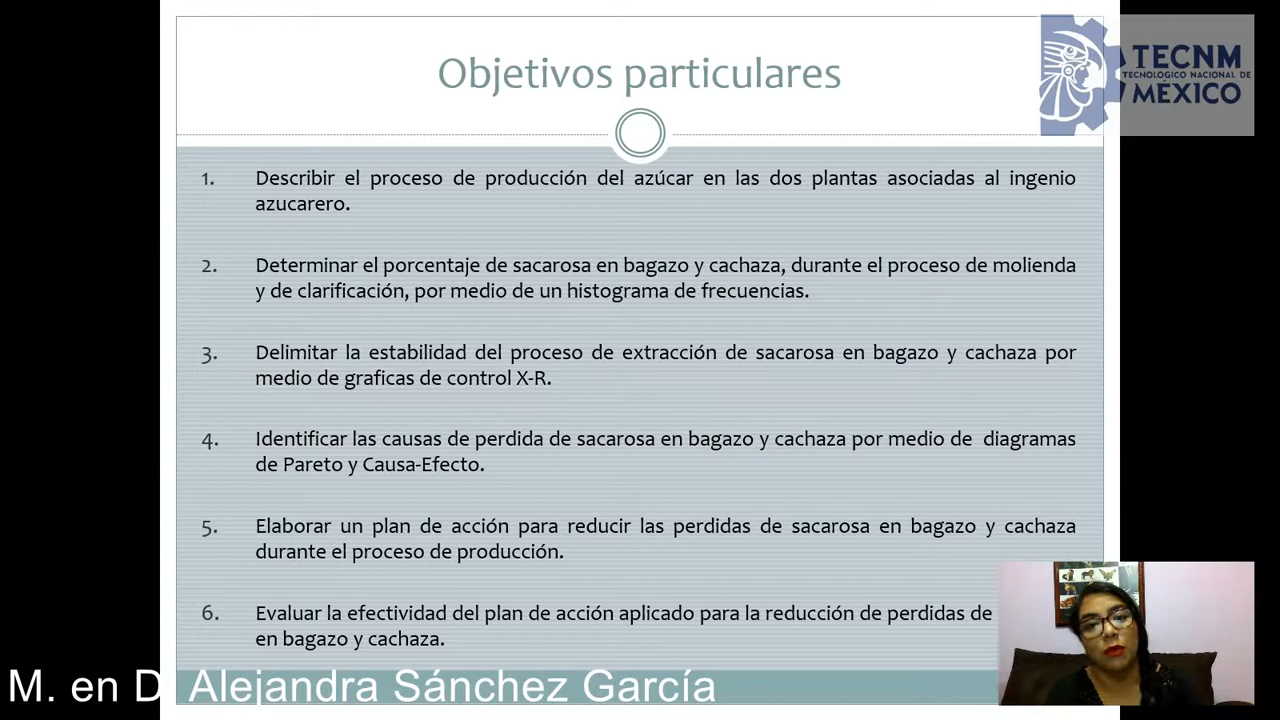 Objetivos particulares
TECNM
TECNOLÓGICO NACIONAL DE
MÉXICO
1. Describir el proceso de producción del azúcar en las dos plantas asociadas al ingenio
azucarero.
2. Determinar el porcentaje de sacarosa en bagazo y cachaza, durante el proceso de molienda
y de clarificación, por medio de un histograma de frecuencias.
3. Delimitar la estabilidad del proceso de extracción de sacarosa en bagazo y cachaza por
medio de graficas de control X-R.
4. Identificar las causas de perdida de sacarosa en bagazo y cachaza por medio de diagramas
de Pareto y Causa-Efecto.
5. Elaborar un plan de acción para reducir las perdidas de sacarosa en bagazo y cachaza
durante el proceso de producción.
6. Evaluar la efectividad del plan de acción aplicado para la reducción de perdidas de
en bagazo y cachaza.
M. en D. Alejandra Sánchez García